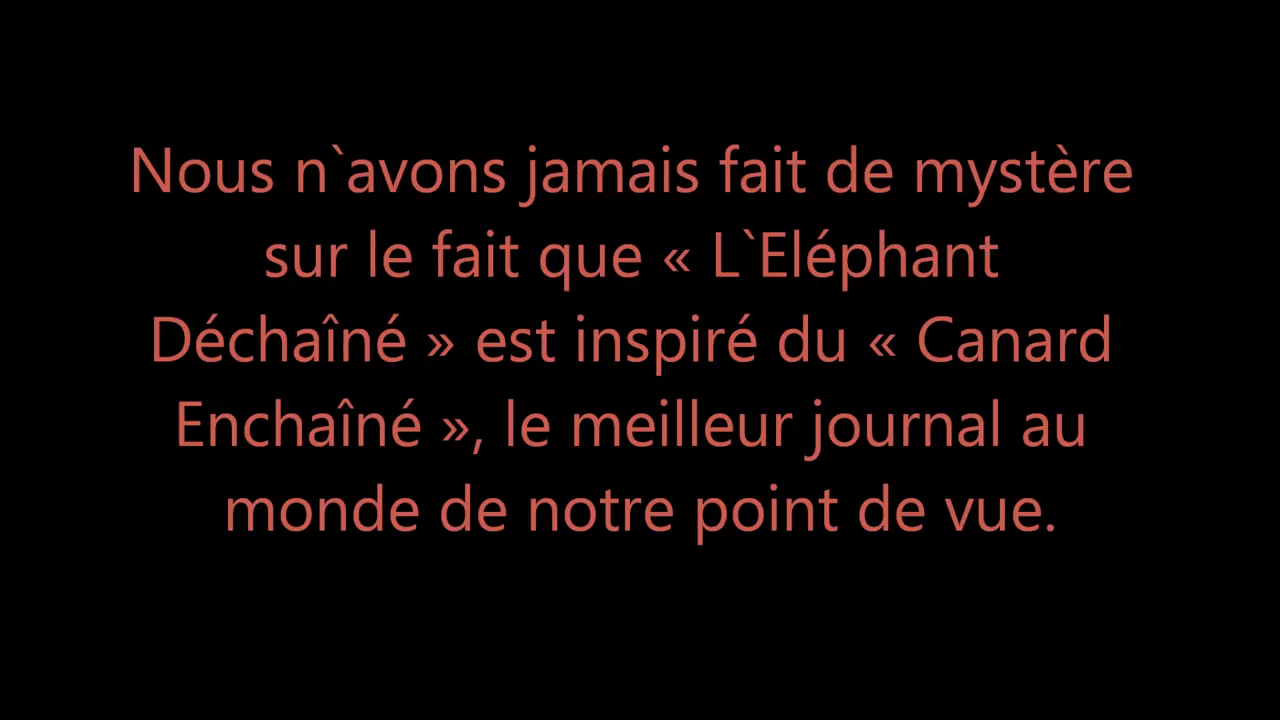 Nous n`avons jamais fait de mystère
sur le fait que « L`Eléphant
Déchaîné » est inspiré du « Canard
Enchaîné », le meilleur journal au
monde de notre point de vue.